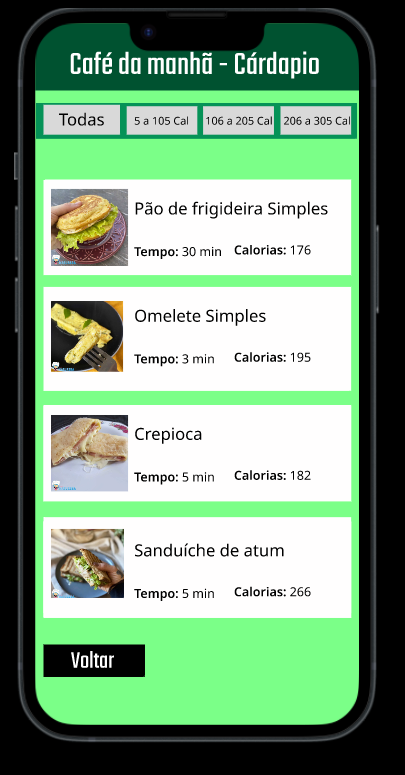 Café da manhã - Cárdapio
Todas
5 a 105 Cal
106 a 205 Cal
206 a 305 Cal
Pão de frigideira Simples
Tempo: 30 min Calorias: 176
Omelete Simples
Tempo: 3 min Calorias: 195
Crepioca
Tempo: 5 min Calorias: 182
Sanduíche de atum
Tempo: 5 min Calorias: 266
Voltar